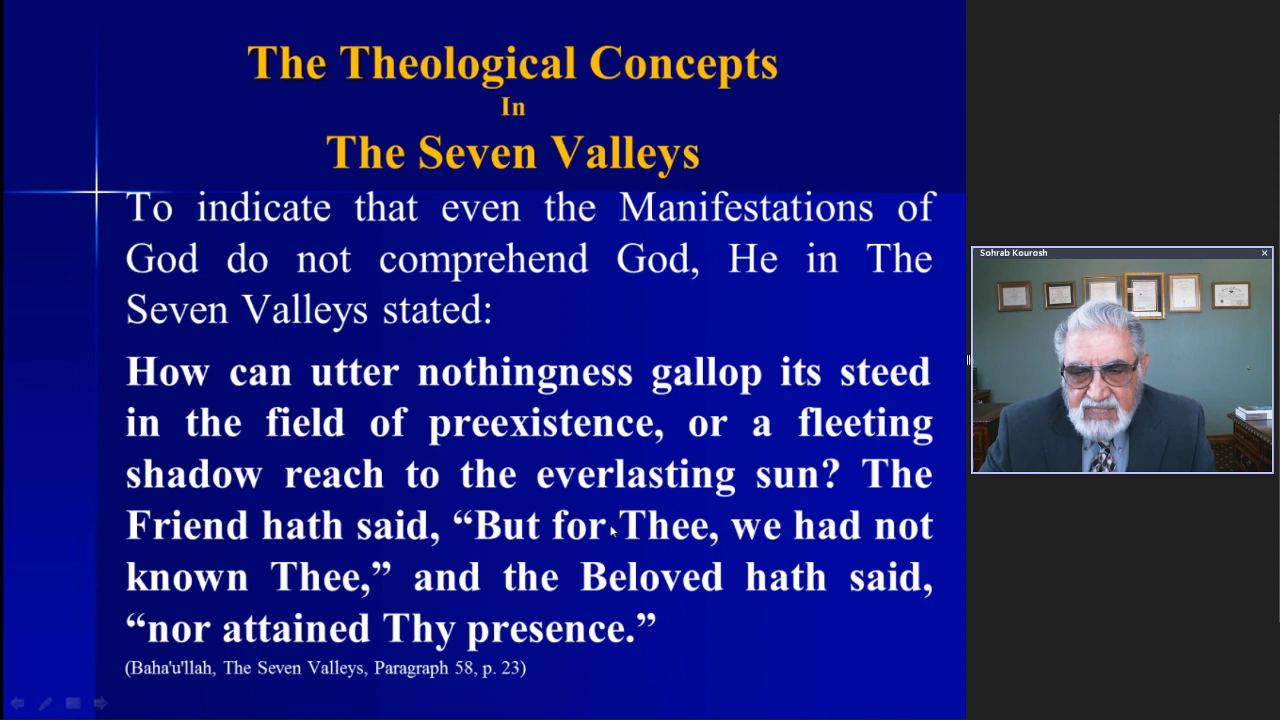 The Theological Concepts
In
The Seven Valleys
To indicate that even the Manifestations of
God do not comprehend God, He in The
Seven Valleys stated:
How can utter nothingness gallop its steed
in the field of preexistence, or a fleeting
shadow reach to the everlasting sun? The
Friend hath said, “But for Thee, we had not
known Thee,” and the Beloved hath said,
“nor attained Thy presence.”
(Baha'u'llah, The Seven Valleys, Paragraph 58, p. 23)
Sohrab Kourosh